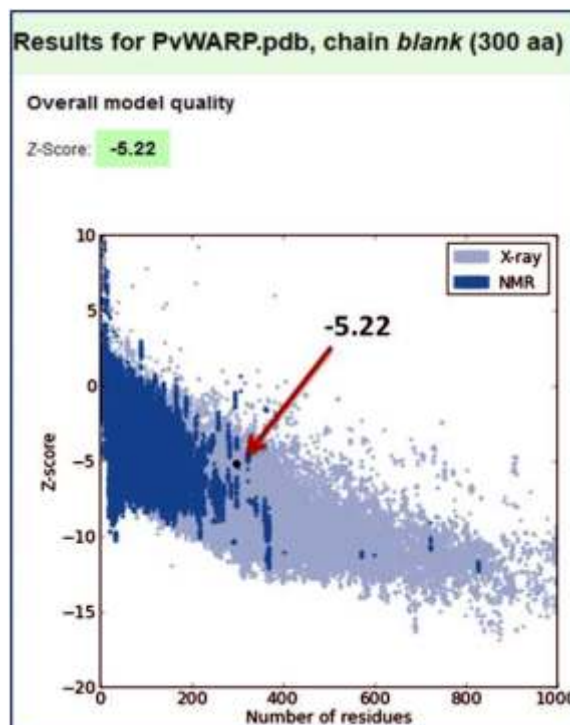 Results for PvWARP.pdb, chain blank (300 aa)
Overall model quality
Z-Score: -5.22
10
X-ray
NMR
5
-5.22
0
Z-score
−5
−10
−15
−20
0 200 400 600 800 1000
Number of residues